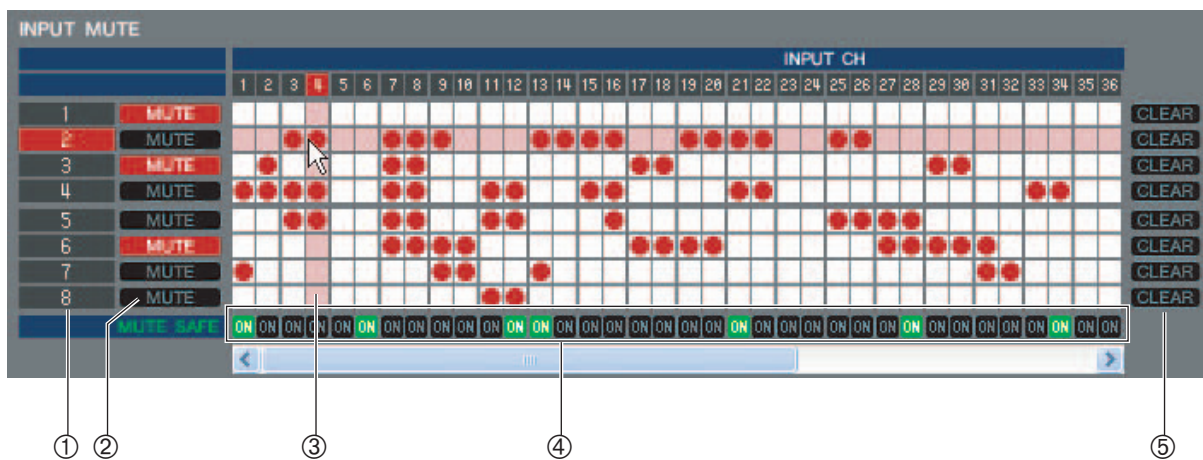 INPUT MUTE
INPUT CH
1 2 3 4 5 6 7 8 9 10 11 12 13 14 15 16 17 18 19 20 21 22 23 24 25 26 27 28 29 30 31 32 33 34 35 36
1 MUTE CLEAR
2 MUTE CLEAR
3 MUTE CLEAR
4 MUTE CLEAR
5 MUTE CLEAR
6 MUTE CLEAR
7 MUTE CLEAR
8 MUTE CLEAR
MUTE SAFE ON ON ON ON ON ON ON ON ON ON ON ON ON ON ON ON ON ON ON ON ON ON ON ON ON ON ON ON ON ON ON ON ON ON ON ON
① ② ③ ④ ⑤